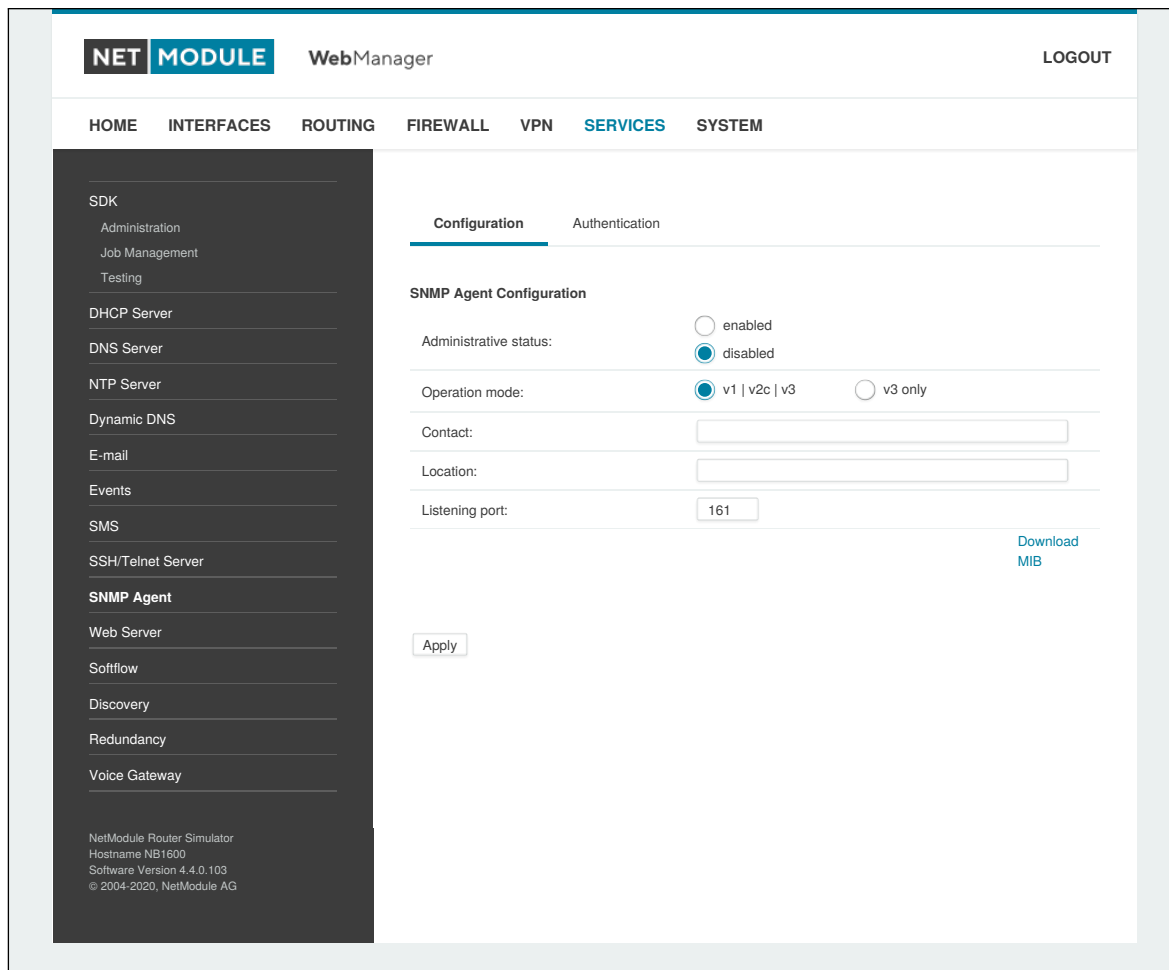 NET MODULE WebManager LOGOUT
HOME INTERFACES ROUTING FIREWALL VPN SERVICES SYSTEM
SDK
Administration
Job Management
Testing
DHCP Server
DNS Server
NTP Server
Dynamic DNS
E-mail
Events
SMS
SSH/Telnet Server
SNMP Agent
Web Server
Softflow
Discovery
Redundancy
Voice Gateway
NetModule Router Simulator
Hostname NB1600
Software Version 4.4.0.103
© 2004-2020, NetModule AG
Configuration Authentication
SNMP Agent Configuration
Administrative status:
enabled
disabled
Operation mode: v1 | v2c | v3 v3 only
Contact:
Location:
Listening port: 161
Download
MIB
Apply